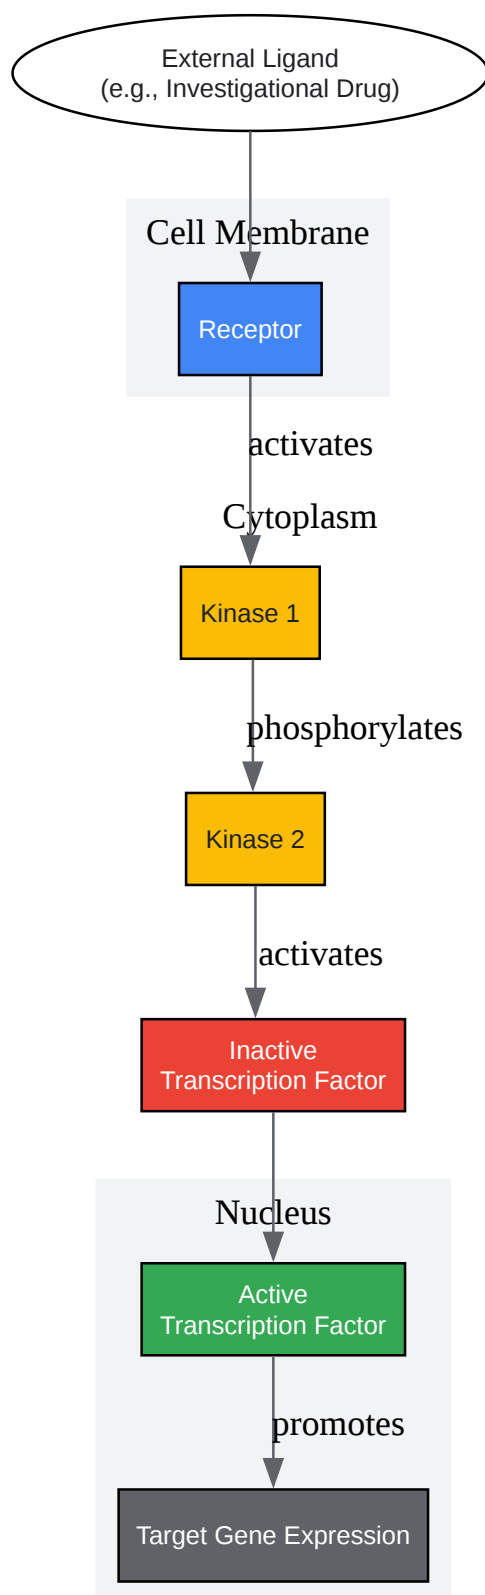 External Ligand
(e.g., Investigational Drug)
Cell Membrane
Receptor
activates
Cytoplasm
Kinase 1
phosphorylates
Kinase 2
activates
Inactive
Transcription Factor
Nucleus
Active
Transcription Factor
promotes
Target Gene Expression